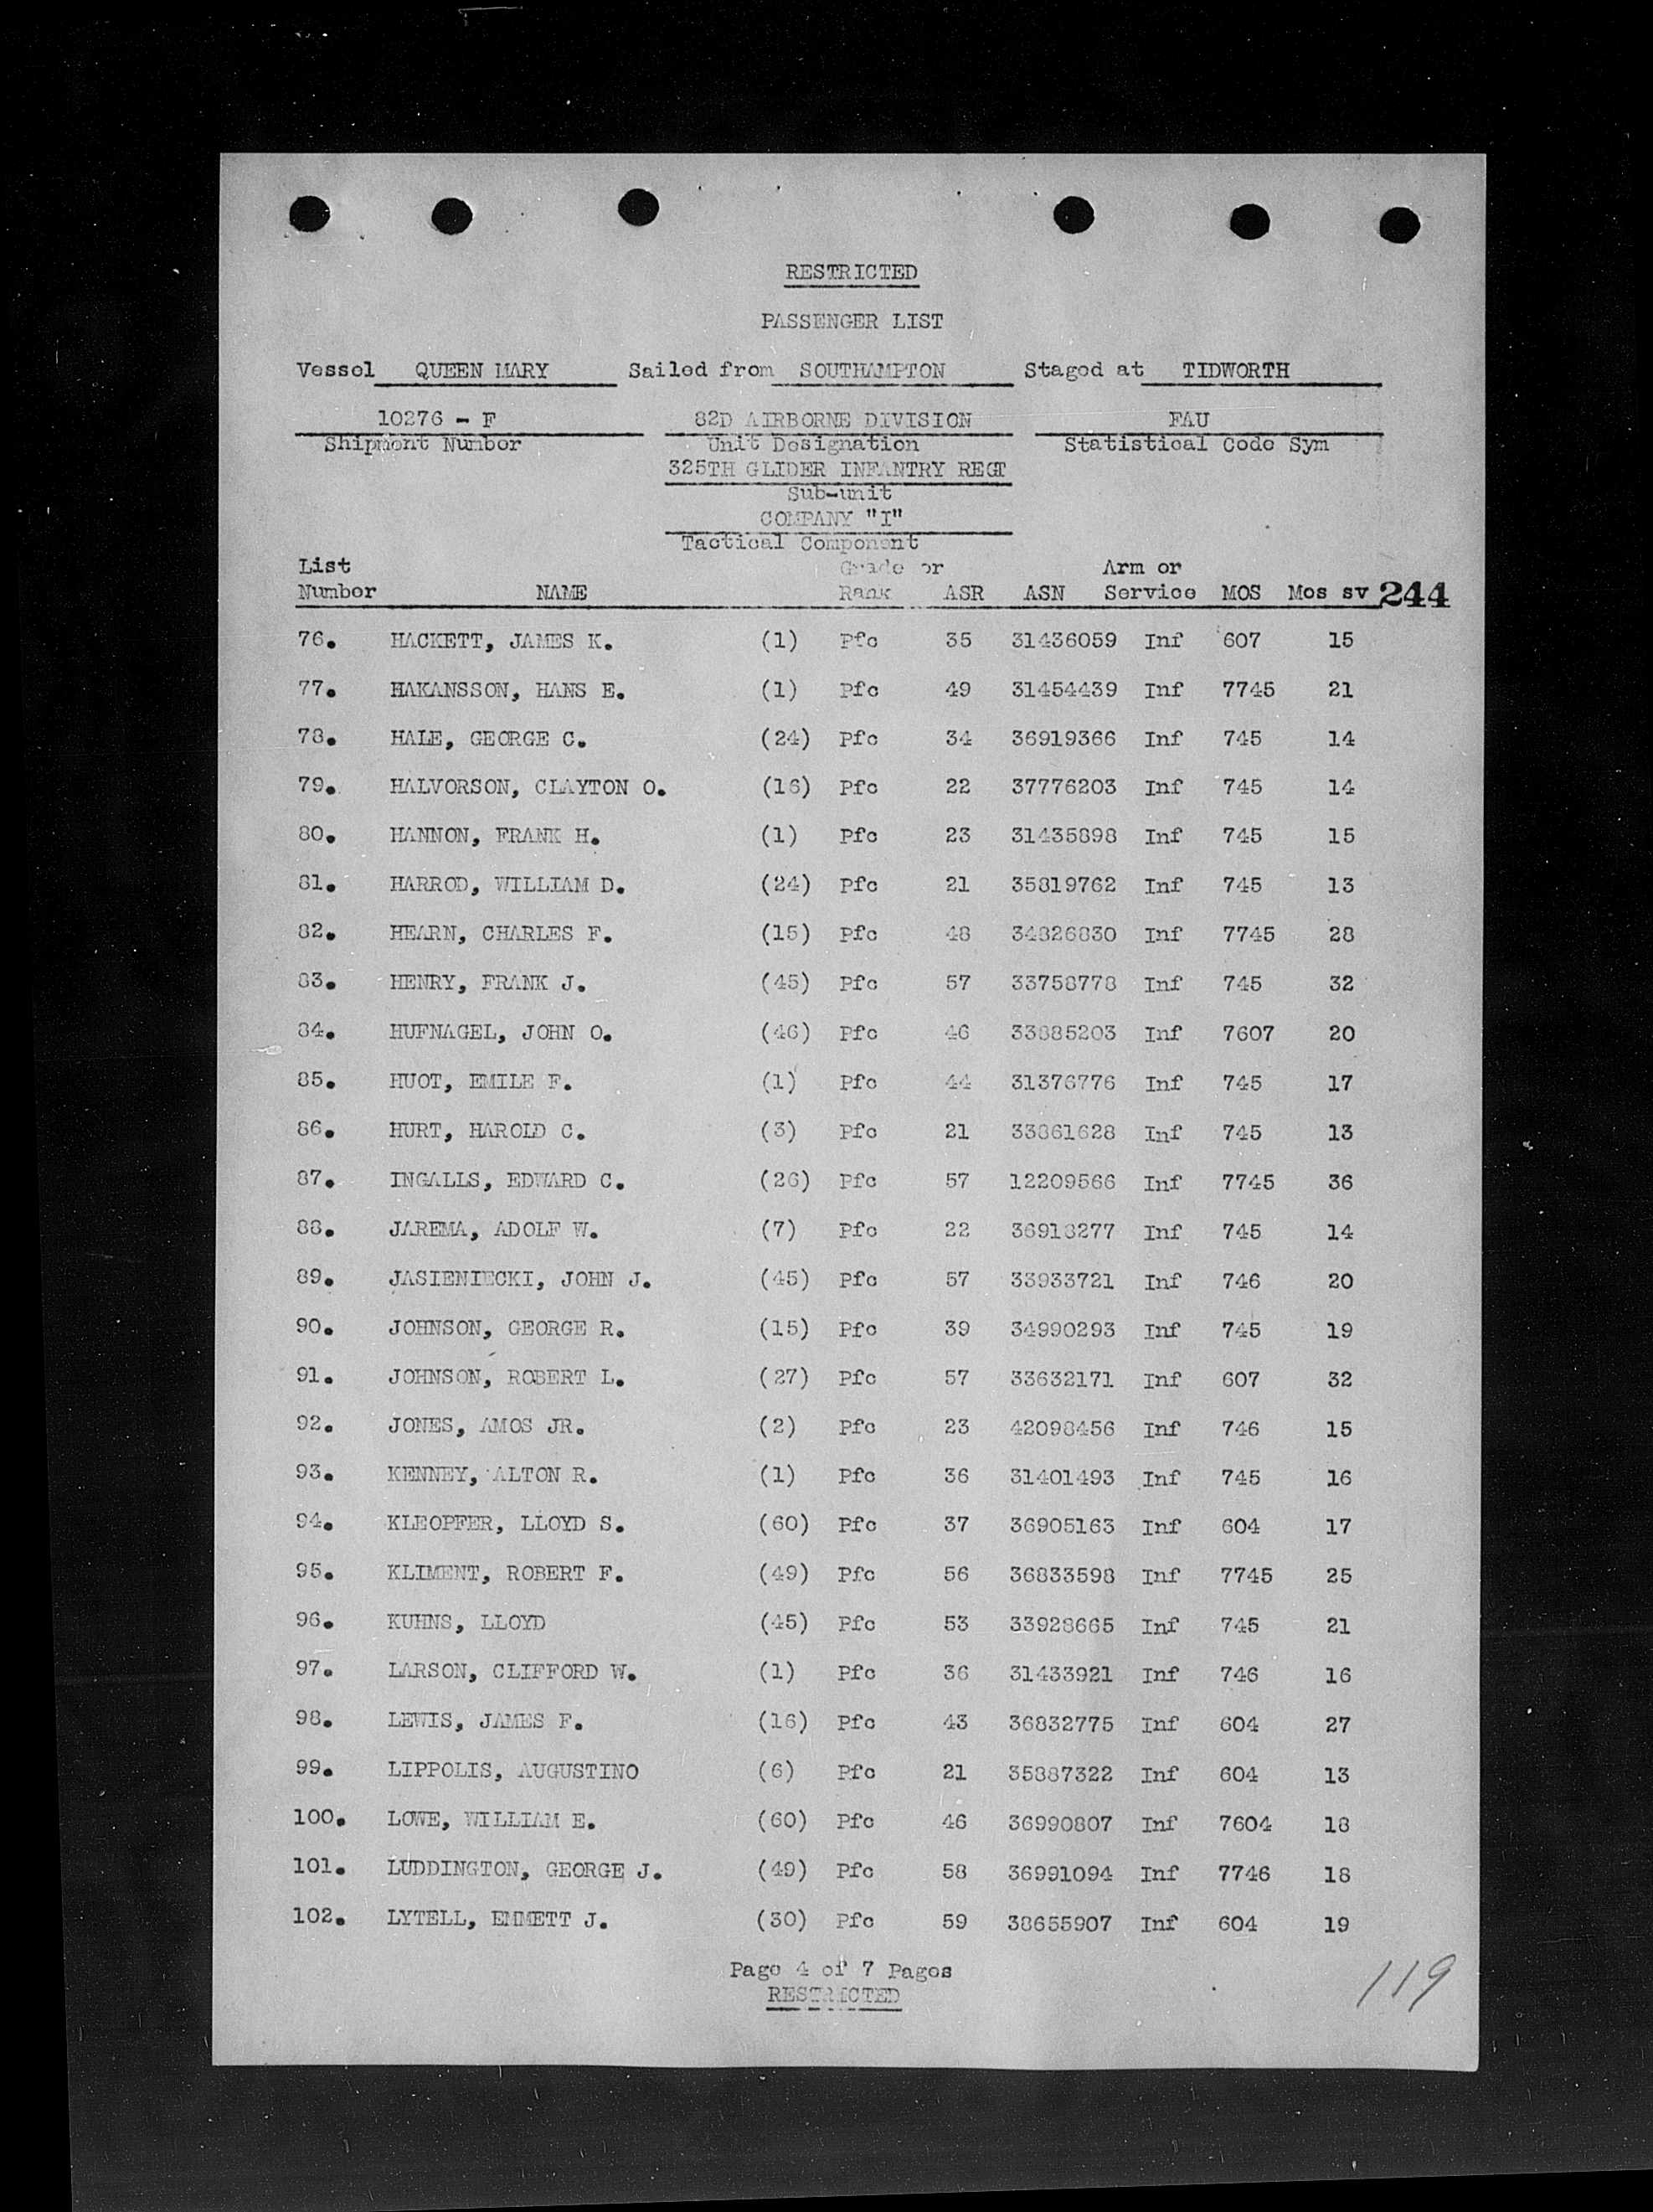 RESTRICTED
PASSENGER LIST
Vessel QUEEN MARY Sailed from SOUTHAMPTON Staged at TIDWORTH
10276 - F 82D AIRBORNE DIVISION FAU
Shipment Number Unit Designation Statistical Code Sym
325TH GLIDER INFANTRY REGT
Sub-unit
COMPANY "I"
Tactical Component
List Grade or Arm or
Number NAME Rank ASR ASN Service MOS Mos sv 244
76. HACKETT, JAMES K. (1) Pfc 35 31436059 Inf 607 15
77. HAKANSSON, HANS E. (1) Pfc 49 31454439 Inf 7745 21
78. HALE, GEORGE C. (24) Pfc 34 36919366 Inf 745 14
79. HALVORSON, CLAYTON O. (16) Pfc 22 37776203 Inf 745 14
80. HANNON, FRANK H. (1) Pfc 23 31435898 Inf 745 15
81. HARROD, WILLIAM D. (24) Pfc 21 35819762 Inf 745 13
82. HEARN, CHARLES F. (15) Pfc 48 34826830 Inf 7745 28
83. HENRY, FRANK J. (45) Pfc 57 33758778 Inf 745 32
84. HUFNAGEL, JOHN O. (46) Pfc 46 33885203 Inf 7607 20
85. HUOT, EMILE F. (1) Pfc 44 31376776 Inf 745 17
86. HURT, HAROLD C. (3) Pfc 21 33861628 Inf 745 13
87. INGALLS, EDWARD C. (26) Pfc 57 12209566 Inf 7745 36
88. JAREMA, ADOLF W. (7) Pfc 22 36918277 Inf 745 14
89. JASIENIECKI, JOHN J. (45) Pfc 57 33933721 Inf 746 20
90. JOHNSON, GEORGE R. (15) Pfc 39 34990293 Inf 745 19
91. JOHNSON, ROBERT L. (27) Pfc 57 33632171 Inf 607 32
92. JONES, AMOS JR. (2) Pfc 23 42098456 Inf 746 15
93. KENNEY, ALTON R. (1) Pfc 36 31401493 Inf 745 16
94. KLEOPFER, LLOYD S. (60) Pfc 37 36905163 Inf 604 17
95. KLIMENT, ROBERT F. (49) Pfc 56 36833598 Inf 7745 25
96. KUHNS, LLOYD (45) Pfc 53 33928665 Inf 745 21
97. LARSON, CLIFFORD W. (1) Pfc 36 31433921 Inf 746 16
98. LEWIS, JAMES F. (16) Pfc 43 36832775 Inf 604 27
99. LIPPOLIS, AUGUSTINO (6) Pfc 21 35887322 Inf 604 13
100. LOWE, WILLIAM E. (60) Pfc 46 36990807 Inf 7604 18
101. LUDDINGTON, GEORGE J. (49) Pfc 58 36991094 Inf 7746 18
102. LYTELL, EMMETT J. (30) Pfc 59 38655907 Inf 604 19
Page 4 of 7 Pages
RESTRICTED
119